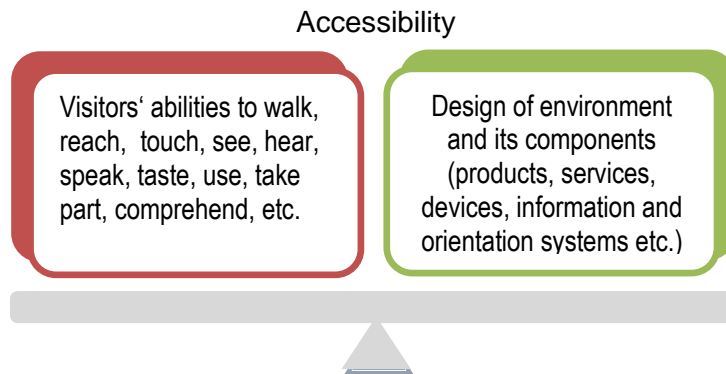 Accessibility
Visitors‘ abilities to walk,
reach, touch, see, hear,
speak, taste, use, take
part, comprehend, etc.
Design of environment
and its components
(products, services,
devices, information and
orientation systems etc.)